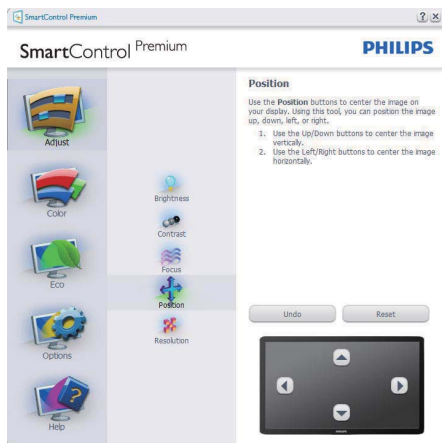 SmartControl Premium
? x
SmartControl Premium
PHILIPS
Adjust
Color
Eco
Options
Help
Brightness
Contrast
Focus
Position
Resolution
Position
Use the Position buttons to center the image on
your display. Using this tool, you can position the image
up, down, left, or right.
1. Use the Up/Down buttons to center the image
vertically.
2. Use the Left/Right buttons to center the image
horizontally.
Undo
Reset
PHILIPS